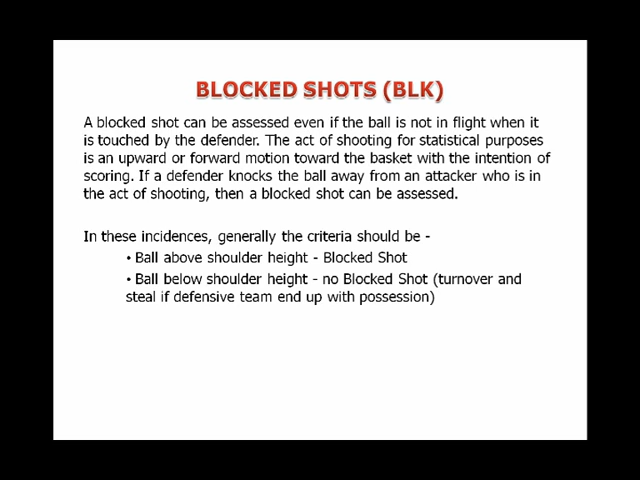 BLOCKED SHOTS (BLK)
A blocked shot can be assessed even if the ball is not in flight when it
is touched by the defender. The act of shooting for statistical purposes
is an upward or forward motion toward the basket with the intention of
scoring. If a defender knocks the ball away from an attacker who is in
the act of shooting, then a blocked shot can be assessed.
In these incidences, generally the criteria should be -
• Ball above shoulder height - Blocked Shot
• Ball below shoulder height - no Blocked Shot (turnover and
steal if defensive team end up with possession)